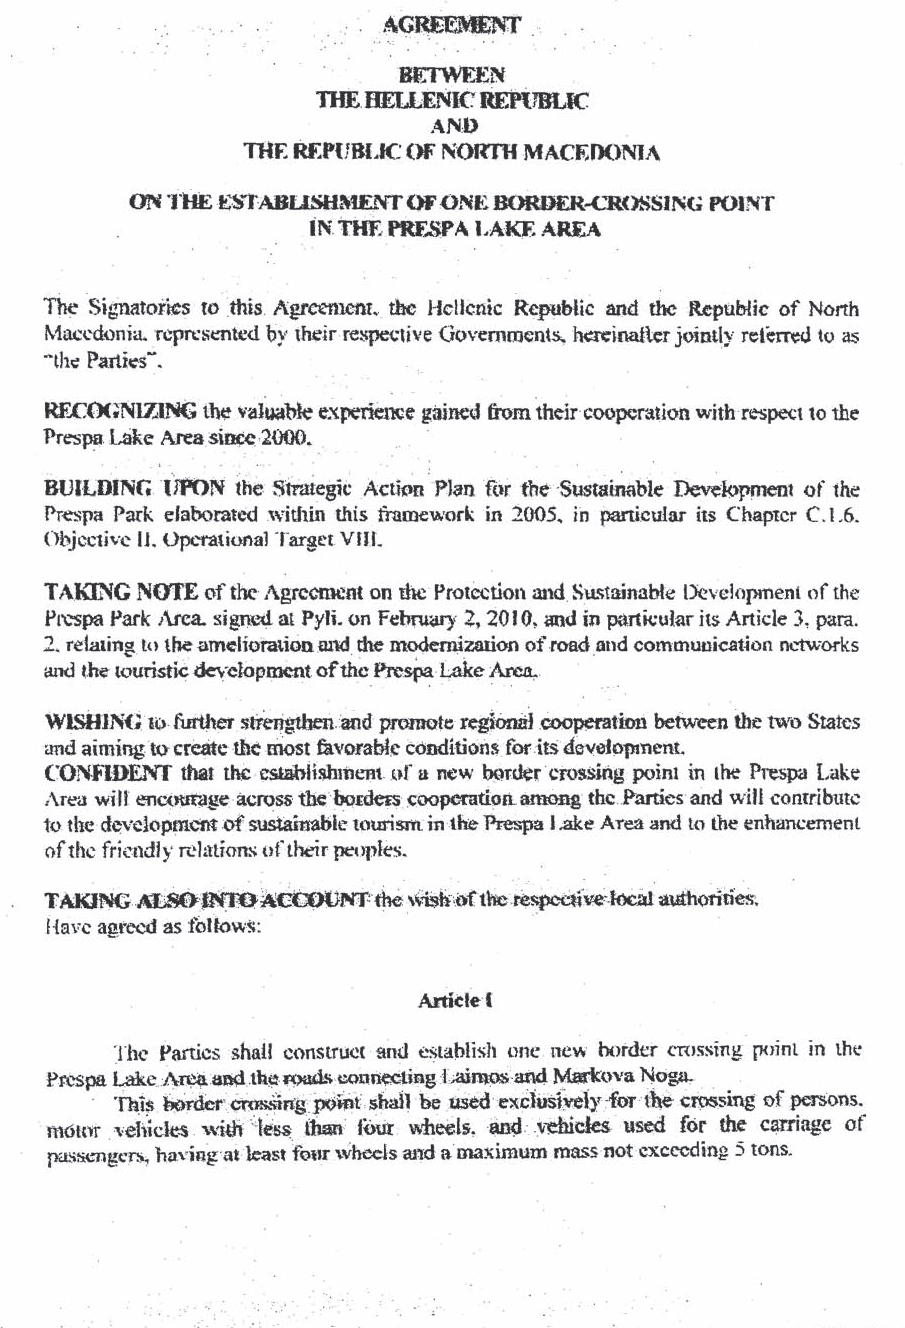 AGREEMENT
BETWEEN
THE HELLENIC REPUBLIC
AND
THE REPUBLIC OF NORTH MACEDONIA
ON THE ESTABLISHMENT OF ONE BORDER-CROSSING POINT
IN THE PRESPA LAKE AREA
The Signatories to this Agreement, the Hellenic Republic and the Republic of North
Macedonia, represented by their respective Governments, hereinafter jointly referred to as
"the Parties".
RECOGNIZING the valuable experience gained from their cooperation with respect to the
Prespa Lake Area since 2000,
BUILDING UPON the Strategic Action Plan for the Sustainable Development of the
Prespa Park elaborated within this framework in 2005, in particular its Chapter C.1.6.
Objective II, Operational Target VIII,
TAKING NOTE of the Agreement on the Protection and Sustainable Development of the
Prespa Park Area, signed at Pyli, on February 2, 2010, and in particular its Article 3, para.
2, relating to the amelioration and the modernization of road and communication networks
and the touristic development of the Prespa Lake Area,
WISHING to further strengthen and promote regional cooperation between the two States
and aiming to create the most favorable conditions for its development,
CONFIDENT that the establishment of a new border crossing point in the Prespa Lake
Area will encourage across the borders cooperation among the Parties and will contribute
to the development of sustainable tourism in the Prespa Lake Area and to the enhancement
of the friendly relations of their peoples,
TAKING ALSO INTO ACCOUNT the wish of the respective local authorities,
Have agreed as follows:
Article I
The Parties shall construct and establish one new border crossing point in the
Prespa Lake Area and the roads connecting Laimos and Markova Noga.
This border crossing point shall be used exclusively for the crossing of persons,
motor vehicles with less than four wheels, and vehicles used for the carriage of
passengers, having at least four wheels and a maximum mass not exceeding 5 tons.